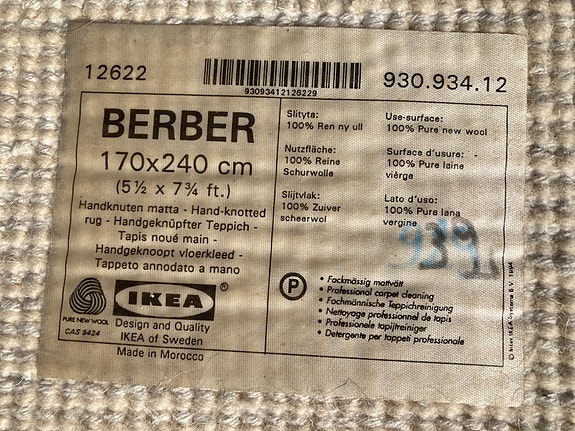 12622
930.934.12
93093412126229
BERBER
170x240 cm
(5½ x 7¾ ft.)
Handknuten matta - Hand-knotted
rug - Handgeknüpfter Teppich -
Tapis noué main -
Handgeknoopt vloerkleed -
Tappeto annodato a mano
PURE NEW WOOL
CAS 9424
IKEA®
Design and Quality
IKEA of Sweden
Made in Morocco
Slityta:
100% Ren ny ull
Nutzfläche:
100% Reine
Schurwolle
Slijtvlak:
100% Zuiver
scheerwol
Use-surface:
100% Pure new wool
Surface d'usure: -
100% Pure laine
vièrge
Lato d'uso:
100% Pura lana
vergine
P
• Fackmässig mattvätt
• Professional carpet cleaning
• Fachmännische Teppichreinigung
• Nettoyage professionnel de tapis
• Professionele tapijtreiniger
• Detergente per tappeti professionale
© Inter IKEA Systems B.V. 1994